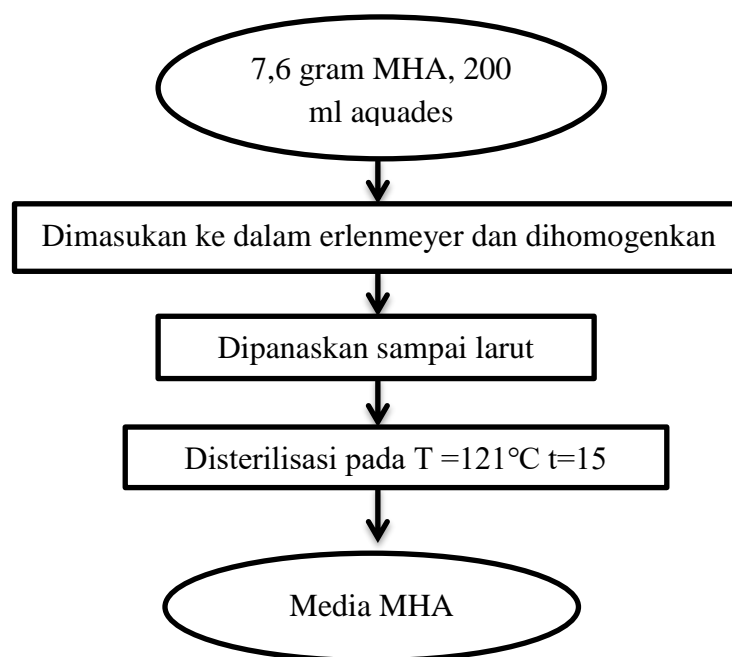 7,6 gram MHA, 200
ml aquades
Dimasukan ke dalam erlenmeyer dan dihomogenkan
Dipanaskan sampai larut
Disterilisasi pada T =121°C t=15
Media MHA